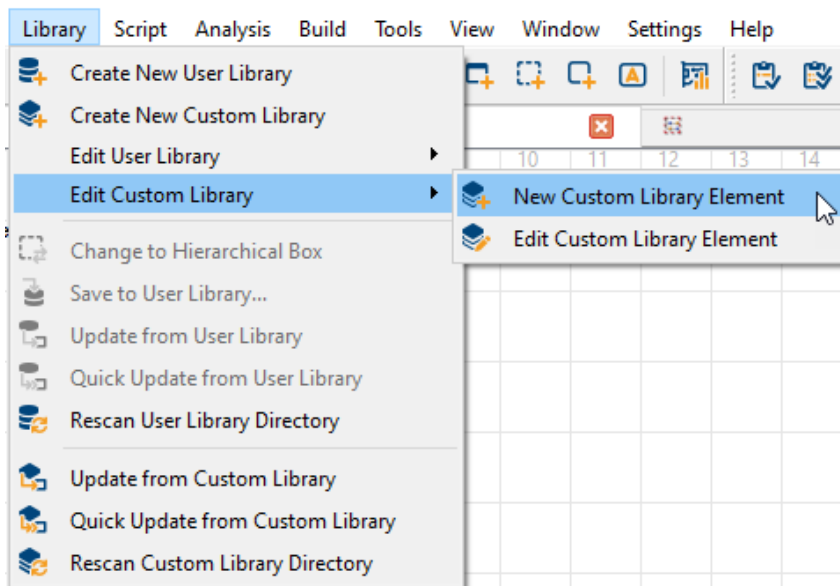 Library Script Analysis Build Tools View Window Settings Help
Create New User Library
Create New Custom Library
A
Edit User Library
10 11 12 13 14
Edit Custom Library
New Custom Library Element
Edit Custom Library Element
Change to Hierarchical Box
Save to User Library...
Update from User Library
Quick Update from User Library
Rescan User Library Directory
Update from Custom Library
Quick Update from Custom Library
Rescan Custom Library Directory